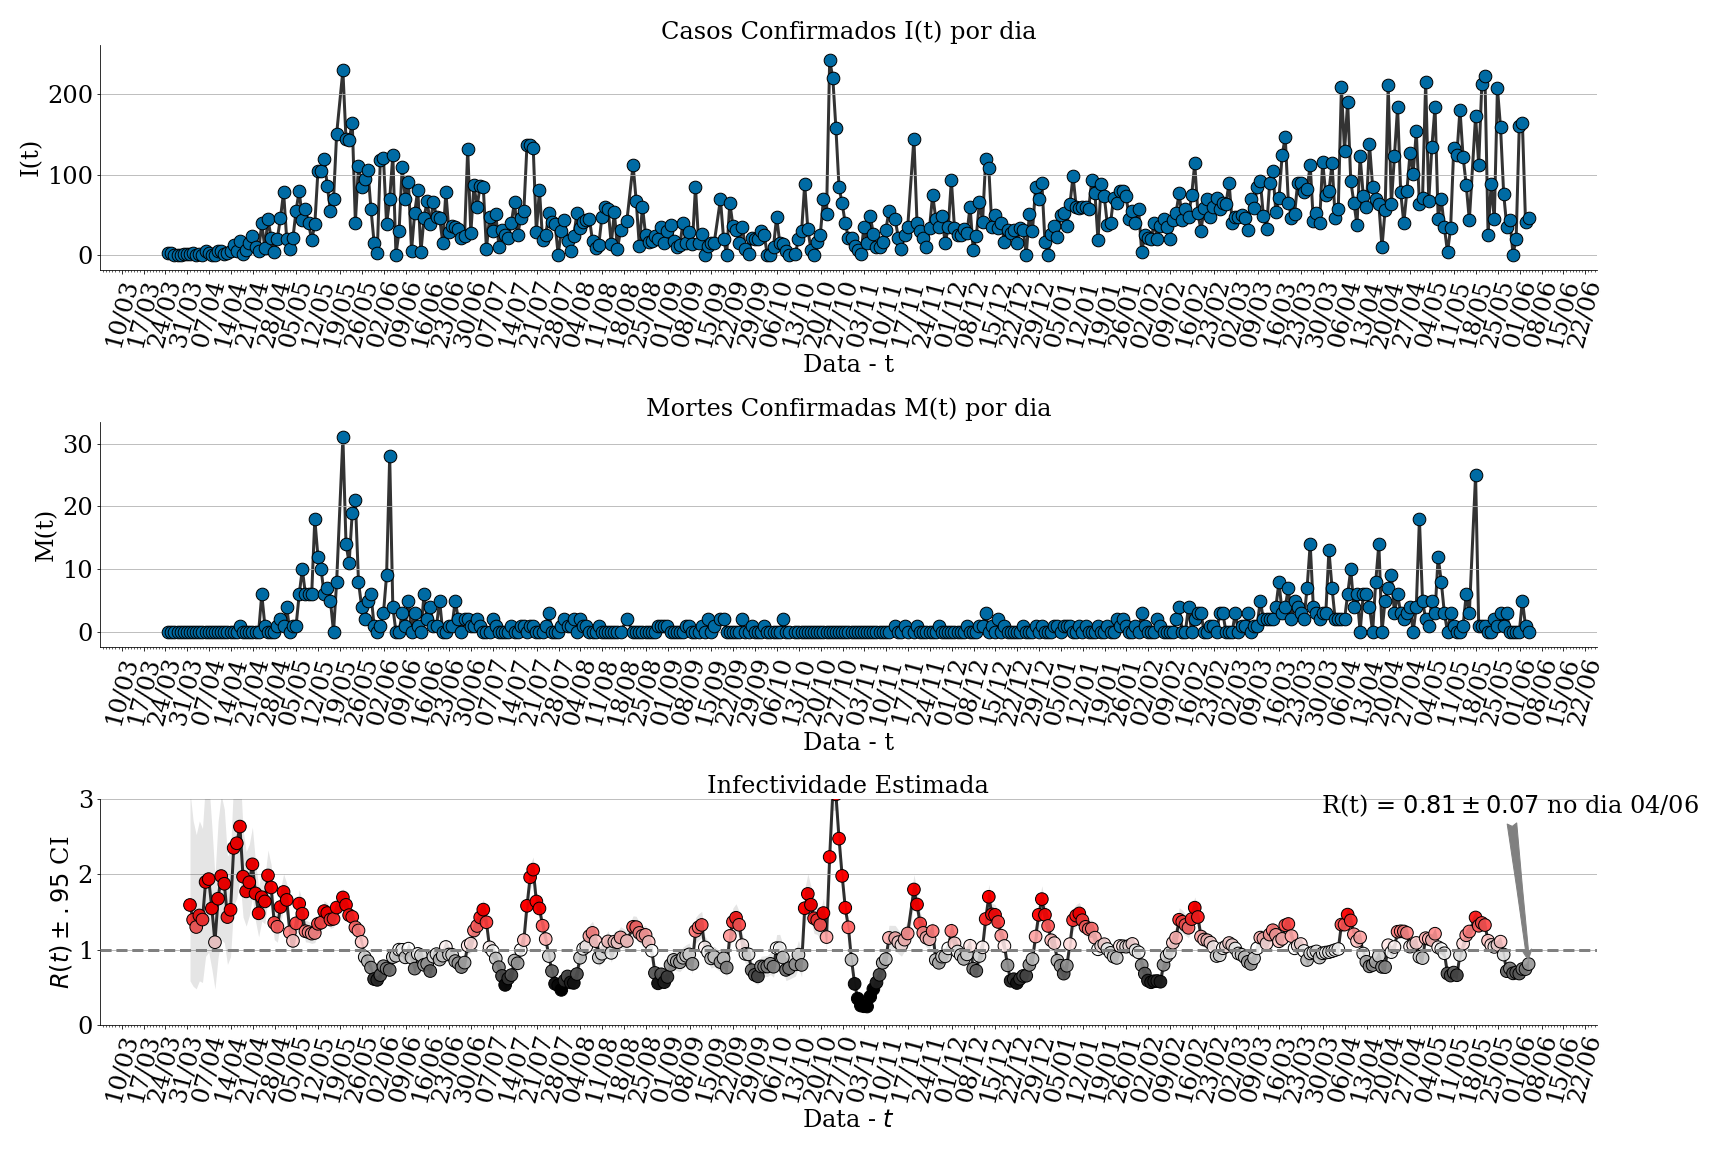 Casos Confirmados I(t) por dia
I(t)
200
100
0
10/03 17/03 24/03 31/03 07/04 14/04 21/04 28/04 05/05 12/05 19/05 26/05 02/06 09/06 16/06 23/06 30/06 07/07 14/07 21/07 28/07 04/08 11/08 18/08 25/08 01/09 08/09 15/09 22/09 29/09 06/10 13/10 20/10 27/10 03/11 10/11 17/11 24/11 01/12 08/12 15/12 22/12 29/12 05/01 12/01 19/01 26/01 02/02 09/02 16/02 23/02 02/03 09/03 16/03 23/03 30/03 06/04 13/04 20/04 27/04 04/05 11/05 18/05 25/05 01/06 08/06 15/06 22/06
Data - t
Mortes Confirmadas M(t) por dia
M(t)
30
20
10
0
10/03 17/03 24/03 31/03 07/04 14/04 21/04 28/04 05/05 12/05 19/05 26/05 02/06 09/06 16/06 23/06 30/06 07/07 14/07 21/07 28/07 04/08 11/08 18/08 25/08 01/09 08/09 15/09 22/09 29/09 06/10 13/10 20/10 27/10 03/11 10/11 17/11 24/11 01/12 08/12 15/12 22/12 29/12 05/01 12/01 19/01 26/01 02/02 09/02 16/02 23/02 02/03 09/03 16/03 23/03 30/03 06/04 13/04 20/04 27/04 04/05 11/05 18/05 25/05 01/06 08/06 15/06 22/06
Data - t
Infectividade Estimada
R(t) = 0.81 ± 0.07 no dia 04/06
R(t) ± .95 CI
3
2
1
0
10/03 17/03 24/03 31/03 07/04 14/04 21/04 28/04 05/05 12/05 19/05 26/05 02/06 09/06 16/06 23/06 30/06 07/07 14/07 21/07 28/07 04/08 11/08 18/08 25/08 01/09 08/09 15/09 22/09 29/09 06/10 13/10 20/10 27/10 03/11 10/11 17/11 24/11 01/12 08/12 15/12 22/12 29/12 05/01 12/01 19/01 26/01 02/02 09/02 16/02 23/02 02/03 09/03 16/03 23/03 30/03 06/04 13/04 20/04 27/04 04/05 11/05 18/05 25/05 01/06 08/06 15/06 22/06
Data - t